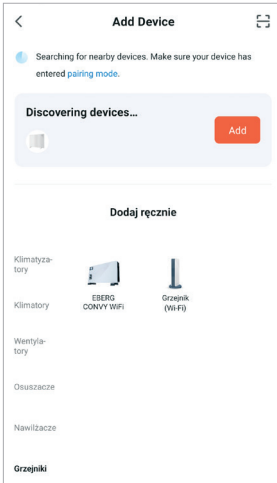 Add Device
Searching for nearby devices. Make sure your device has
entered pairing mode.
Discovering devices...
Add
Dodaj ręcznie
Klimatyza-
tory
Klimatory
Wentyla-
tory
Osuszacze
Nawilżacze
Grzejniki
EBERG
CONVY WiFi
Grzejnik
(Wi-Fi)